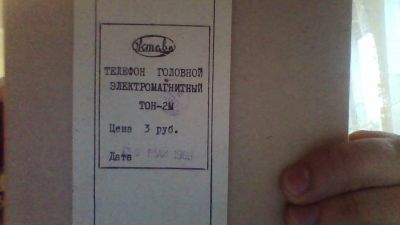 Октава
ТЕЛЕФОН ГОЛОВНОЙ
ЭЛЕКТРОМАГНИТНЫЙ
ТОН-2М
Цена 3 руб.
Дата МАЙ